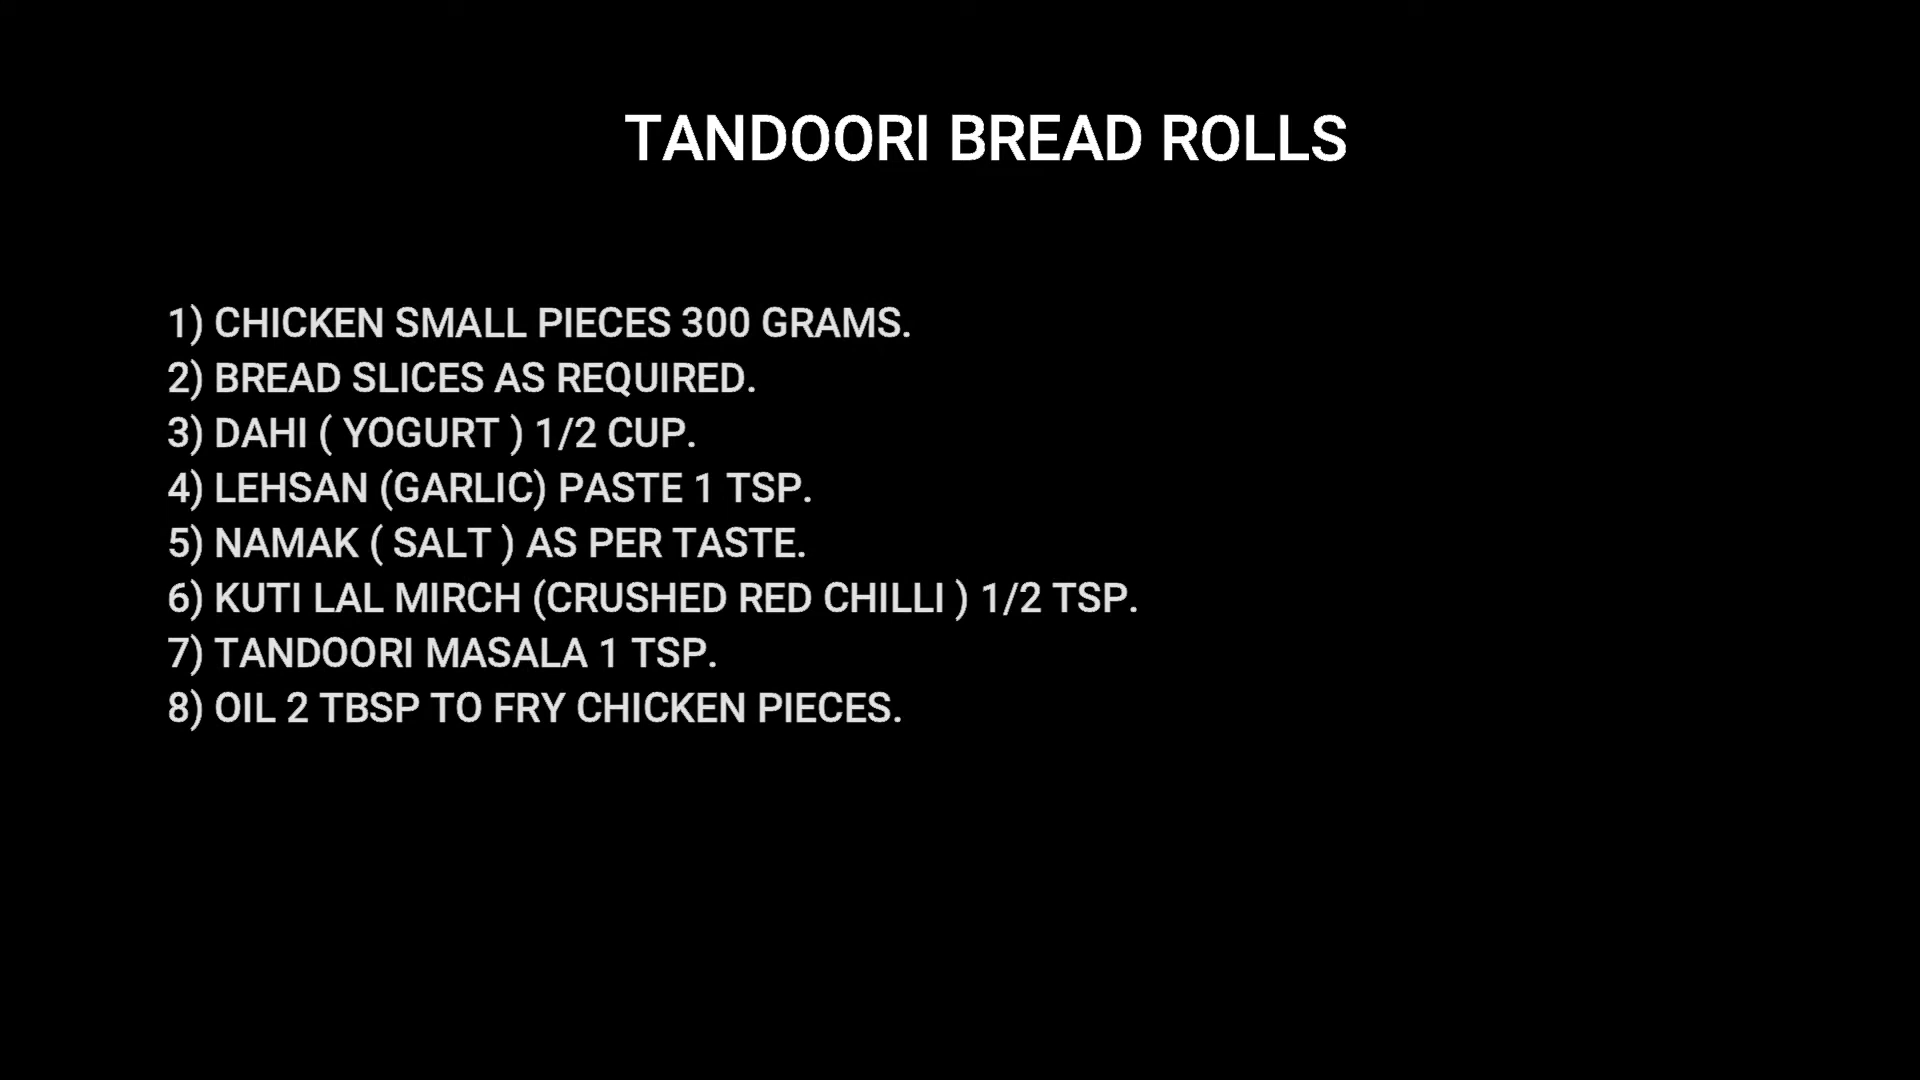 TANDOORI BREAD ROLLS
1) CHICKEN SMALL PIECES 300 GRAMS.
2) BREAD SLICES AS REQUIRED.
3) DAHI ( YOGURT ) 1/2 CUP.
4) LEHSAN (GARLIC) PASTE 1 TSP.
5) NAMAK ( SALT ) AS PER TASTE.
6) KUTI LAL MIRCH (CRUSHED RED CHILLI ) 1/2 TSP.
7) TANDOORI MASALA 1 TSP.
8) OIL 2 TBSP TO FRY CHICKEN PIECES.